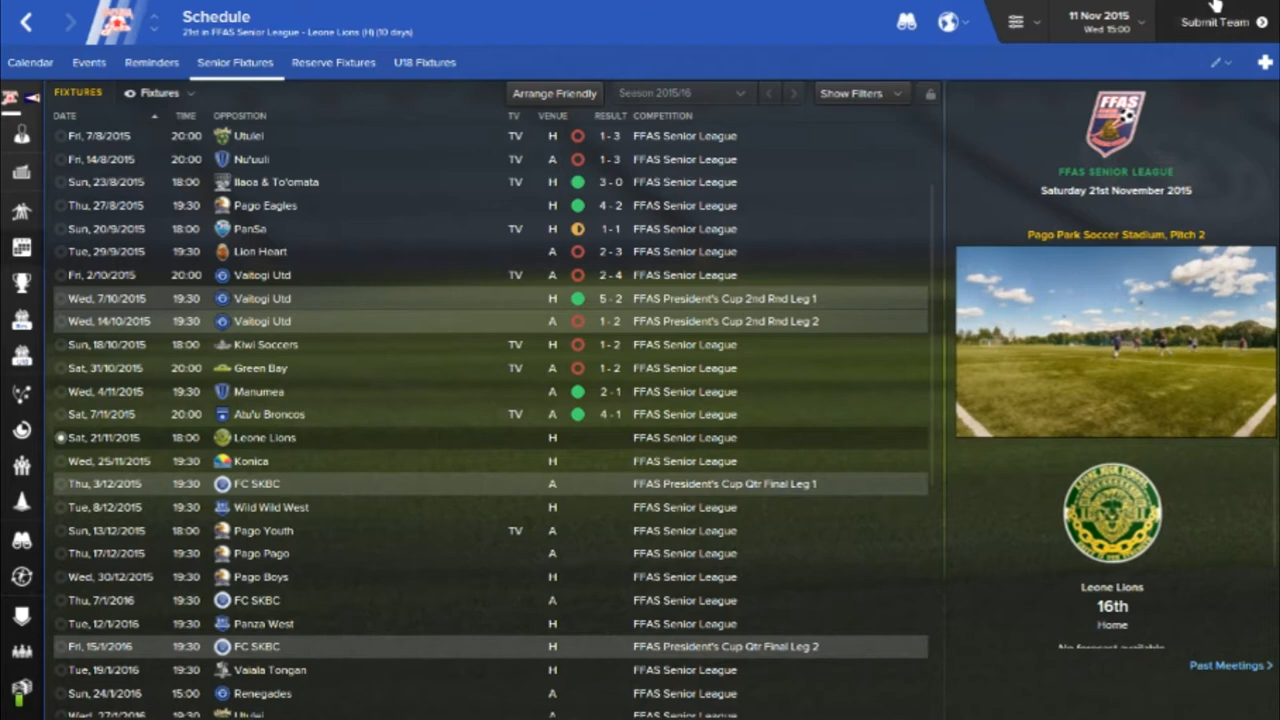 Schedule
21st in FFAS Senior League - Leone Lions (H) (10 days)
11 Nov 2015
Wed 15:00
Submit Team
Calendar Events Reminders Senior Fixtures Reserve Fixtures U18 Fixtures
FIXTURES Fixtures Arrange Friendly Season 2015/16 Show Filters
DATE TIME OPPOSITION TV VENUE RESULT COMPETITION
Fri, 7/8/2015 20:00 Utulei TV H 1-3 FFAS Senior League
Fri, 14/8/2015 20:00 Nu'uuli TV A 1-3 FFAS Senior League
Sun, 23/8/2015 18:00 Ilaoa & To'omata TV H 3-0 FFAS Senior League
Thu, 27/8/2015 19:30 Pago Eagles H 4-2 FFAS Senior League
Sun, 20/9/2015 18:00 PanSa TV H 1-1 FFAS Senior League
Tue, 29/9/2015 19:30 Lion Heart A 2-3 FFAS Senior League
Fri, 2/10/2015 20:00 Vaitogi Utd TV A 2-4 FFAS Senior League
Wed, 7/10/2015 19:30 Vaitogi Utd H 5-2 FFAS President's Cup 2nd Rnd Leg 1
Wed, 14/10/2015 19:30 Vaitogi Utd A 1-2 FFAS President's Cup 2nd Rnd Leg 2
Sun, 18/10/2015 18:00 Kiwi Soccers TV H 1-2 FFAS Senior League
Sat, 31/10/2015 20:00 Green Bay TV A 1-2 FFAS Senior League
Wed, 4/11/2015 19:30 Manumea A 2-1 FFAS Senior League
Sat, 7/11/2015 20:00 Atu'u Broncos TV A 4-1 FFAS Senior League
Sat, 21/11/2015 18:00 Leone Lions H FFAS Senior League
Wed, 25/11/2015 19:30 Konica H FFAS Senior League
Thu, 3/12/2015 19:30 FC SKBC A FFAS President's Cup Qtr Final Leg 1
Tue, 8/12/2015 19:30 Wild Wild West H FFAS Senior League
Sun, 13/12/2015 18:00 Pago Youth TV A FFAS Senior League
Thu, 17/12/2015 19:30 Pago Pago A FFAS Senior League
Wed, 30/12/2015 19:30 Pago Boys H FFAS Senior League
Thu, 7/1/2016 19:30 FC SKBC A FFAS Senior League
Tue, 12/1/2016 19:30 Panza West H FFAS Senior League
Fri, 15/1/2016 19:30 FC SKBC H FFAS President's Cup Qtr Final Leg 2
Tue, 19/1/2016 19:30 Vaiala Tongan H FFAS Senior League
Sun, 24/1/2016 15:00 Renegades A FFAS Senior League
Wed, 27/1/2016 19:30 Utulei A FFAS Senior League
FFAS
FFAS SENIOR LEAGUE
Saturday 21st November 2015
Pago Park Soccer Stadium, Pitch 2
Leone Lions
16th
Home
No forecast available
Past Meetings >